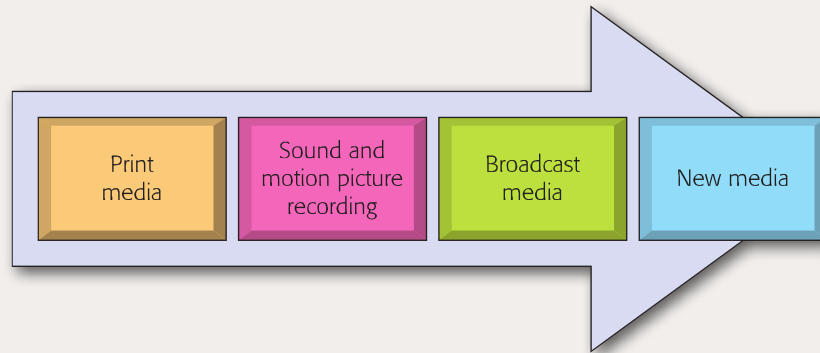 Print
media
Sound and
motion picture
recording
Broadcast
media
New media